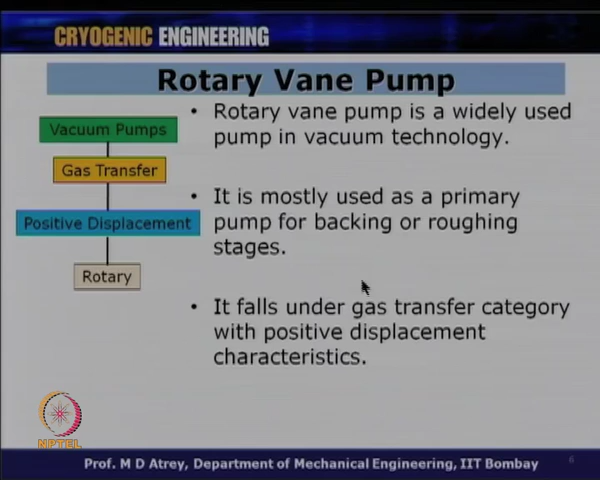 CRYOGENIC ENGINEERING
Rotary Vane Pump
Vacuum Pumps
Gas Transfer
Positive Displacement
Rotary
• Rotary vane pump is a widely used
pump in vacuum technology.
• It is mostly used as a primary
pump for backing or roughing
stages.
• It falls under gas transfer category
with positive displacement
characteristics.
NPTEL
Prof. M D Atrey, Department of Mechanical Engineering, IIT Bombay
6